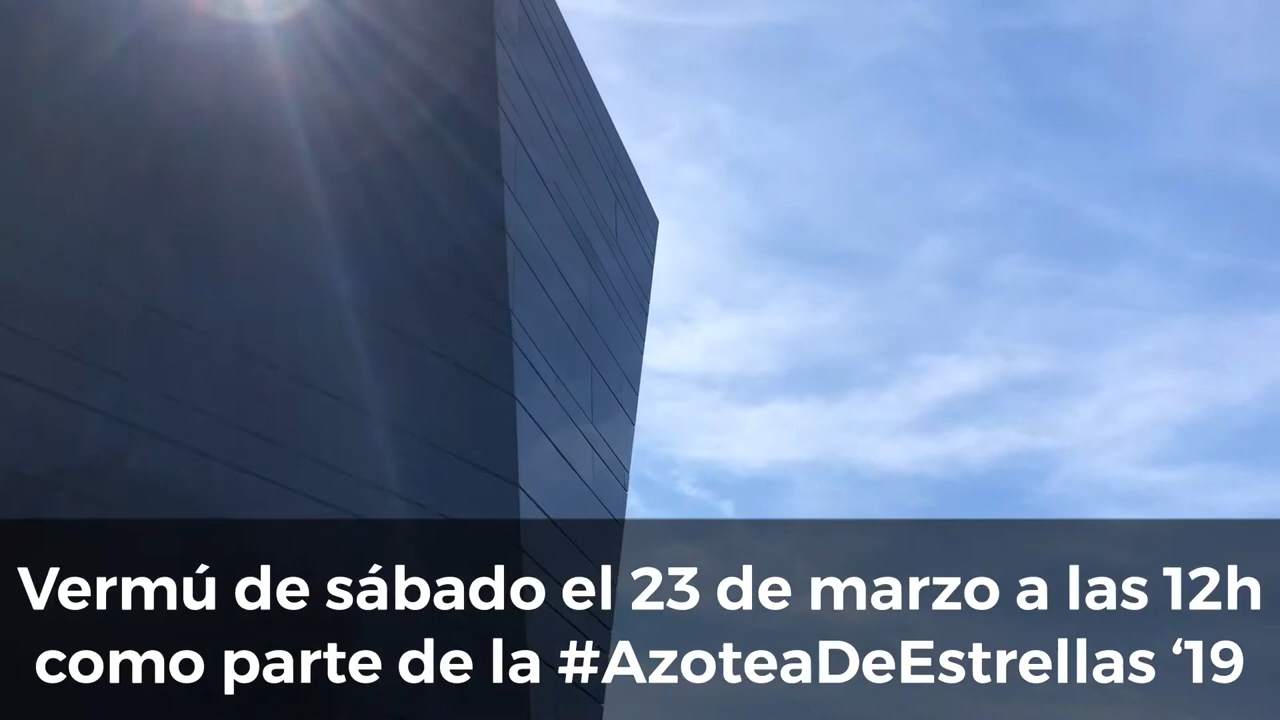 Vermú de sábado el 23 de marzo a las 12h
como parte de la #AzoteaDeEstrellas ‘19